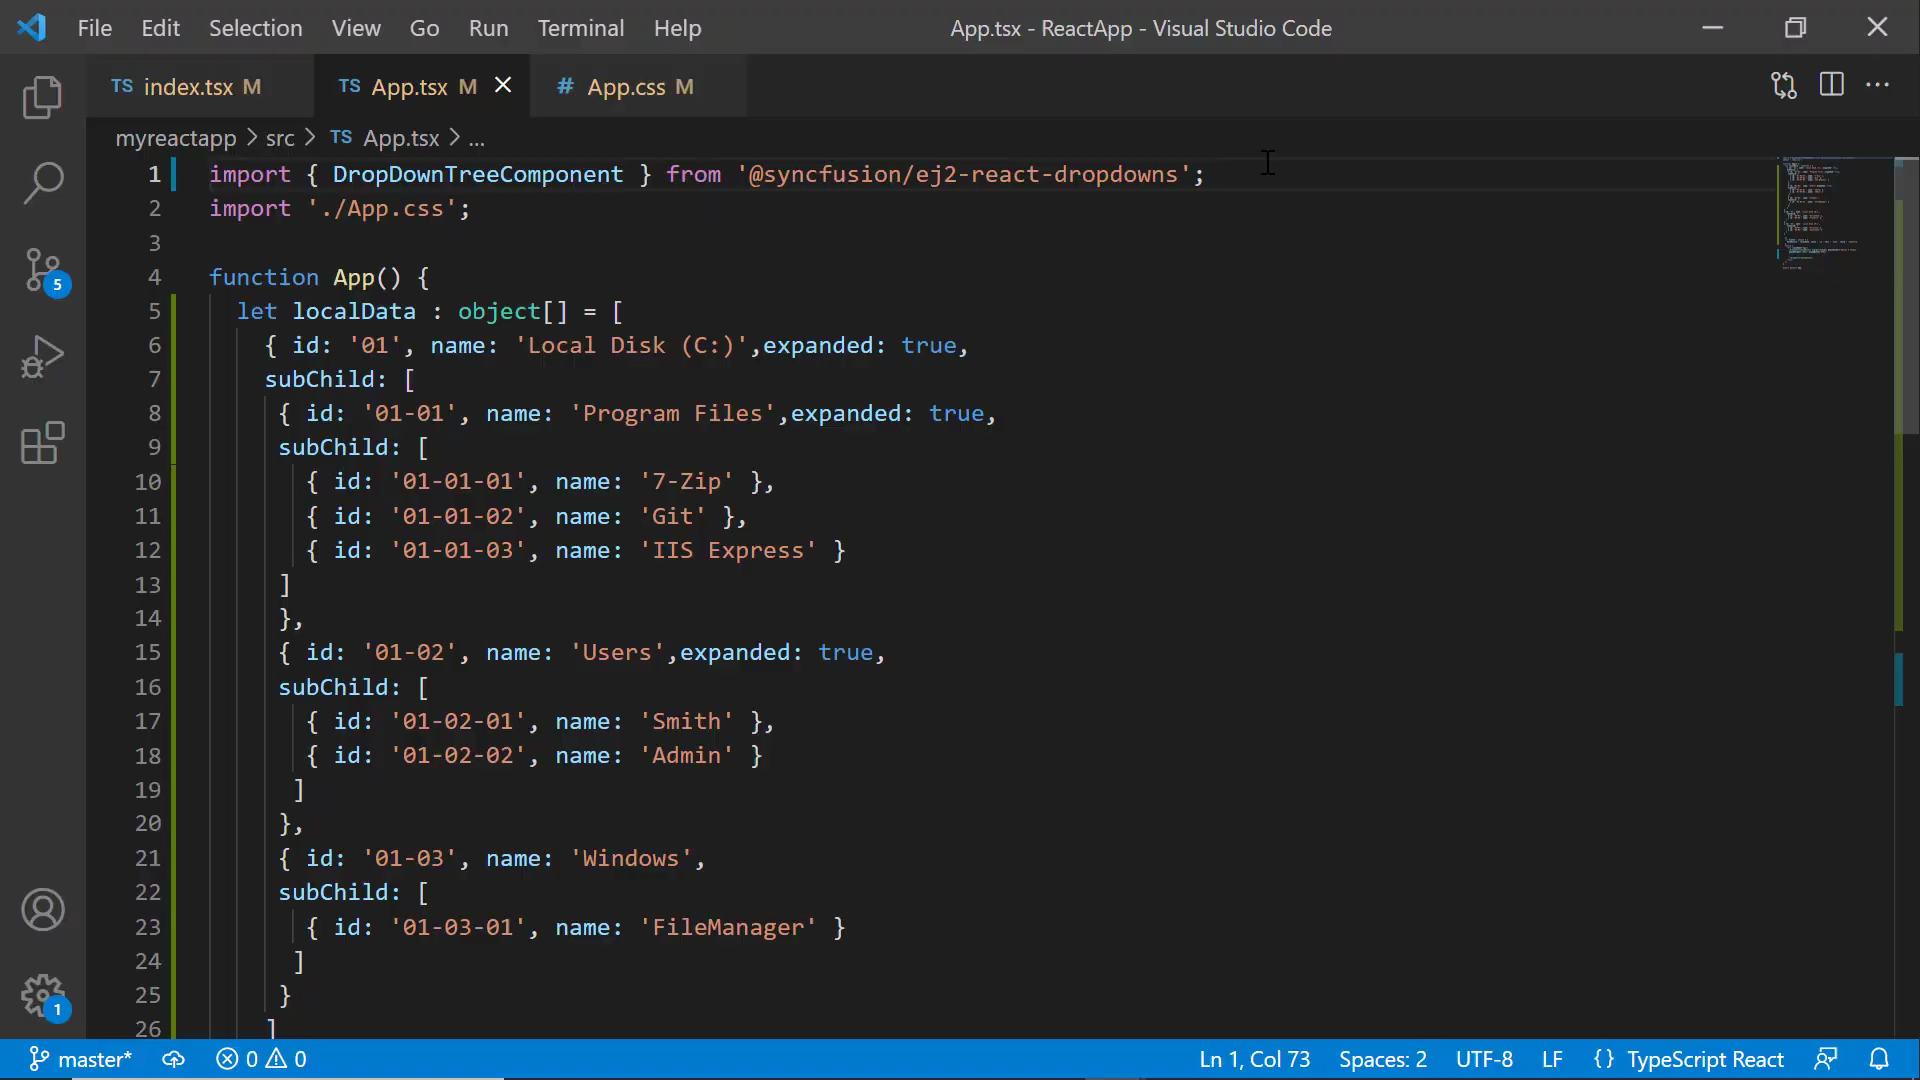 File Edit Selection View Go Run Terminal Help App.tsx - ReactApp - Visual Studio Code
TS index.tsx M TS App.tsx M # App.css M
myreactapp > src > TS App.tsx > ...
1 import { DropDownTreeComponent } from '@syncfusion/ej2-react-dropdowns';
2 import './App.css';
3
4 function App() {
5 let localData : object[] = [
6 { id: '01', name: 'Local Disk (C:)',expanded: true,
7 subChild: [
8 { id: '01-01', name: 'Program Files',expanded: true,
9 subChild: [
10 { id: '01-01-01', name: '7-Zip' },
11 { id: '01-01-02', name: 'Git' },
12 { id: '01-01-03', name: 'IIS Express' }
13 ]
14 },
15 { id: '01-02', name: 'Users',expanded: true,
16 subChild: [
17 { id: '01-02-01', name: 'Smith' },
18 { id: '01-02-02', name: 'Admin' }
19 ]
20 },
21 { id: '01-03', name: 'Windows',
22 subChild: [
23 { id: '01-03-01', name: 'FileManager' }
24 ]
25 }
26 ]
5
1
master* 0 0 Ln 1, Col 73 Spaces: 2 UTF-8 LF {} TypeScript React